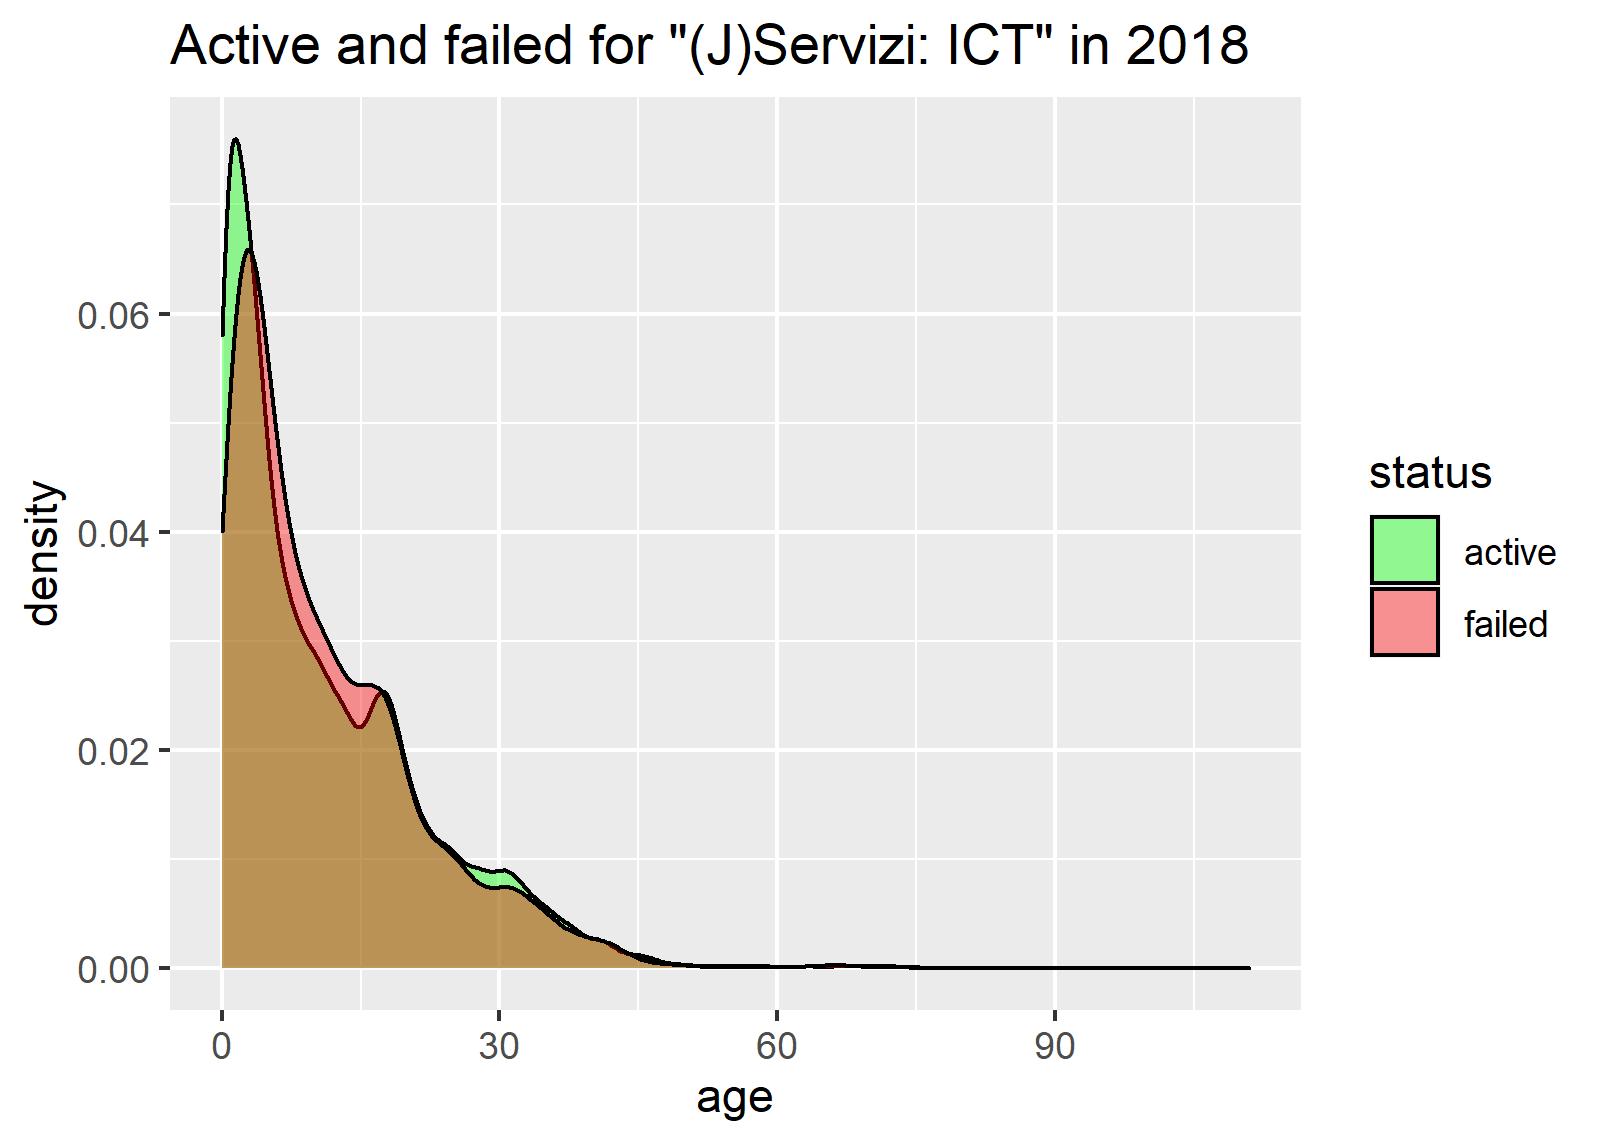 Active and failed for "(J)Servizi: ICT" in 2018
density
0.06
0.04
0.02
0.00
0 30 60 90
age
status
active
failed